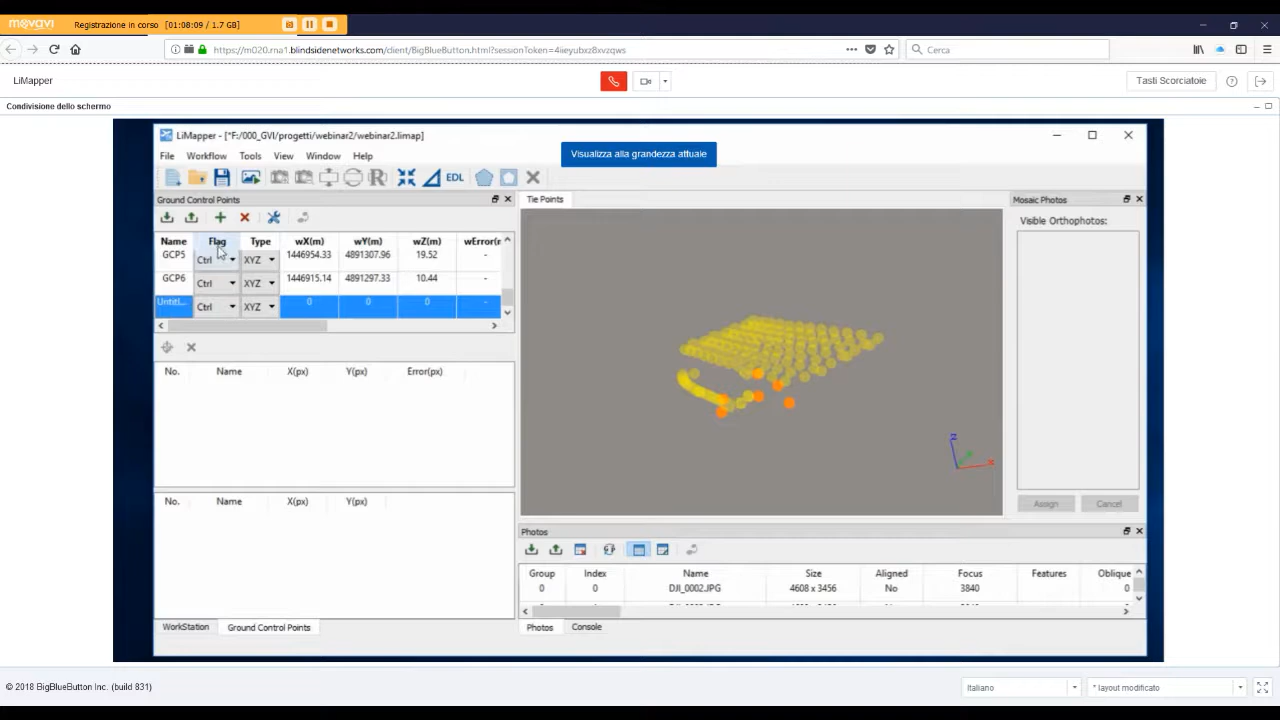 movavi Registrazione in corso [01:08:09 / 1.7 GB]
https://m020.rna1.blindsidenetworks.com/client/BigBlueButton.html?sessionToken=4iieyubxz8xvzqws
Cerca
LiMapper
Tasti Scorciatoie
Condivisione dello schermo
LiMapper - [*F:/000_GVI/progetti/webinar2/webinar2.limap]
Visualizza alla grandezza attuale
File Workflow Tools View Window Help
R EDL
Ground Control Points
Tie Points
Mosaic Photos
Visible Orthophotos:
Name Flag Type wX(m) wY(m) wZ(m) wError(r
GCP5 Ctrl XYZ 1446954.33 4891307.96 19.52 -
GCP6 Ctrl XYZ 1446915.14 4891297.33 10.44 -
Untitl... Ctrl XYZ 0 0 0 -
No. Name X(px) Y(px) Error(px)
Z
X
No. Name X(px) Y(px)
Assign Cancel
Photos
Group Index Name Size Aligned Focus Features Oblique
0 0 DJI_0002.JPG 4608 x 3456 No 3840 0
WorkStation Ground Control Points
Photos Console
© 2018 BigBlueButton Inc. (build 831)
Italiano
* layout modificato